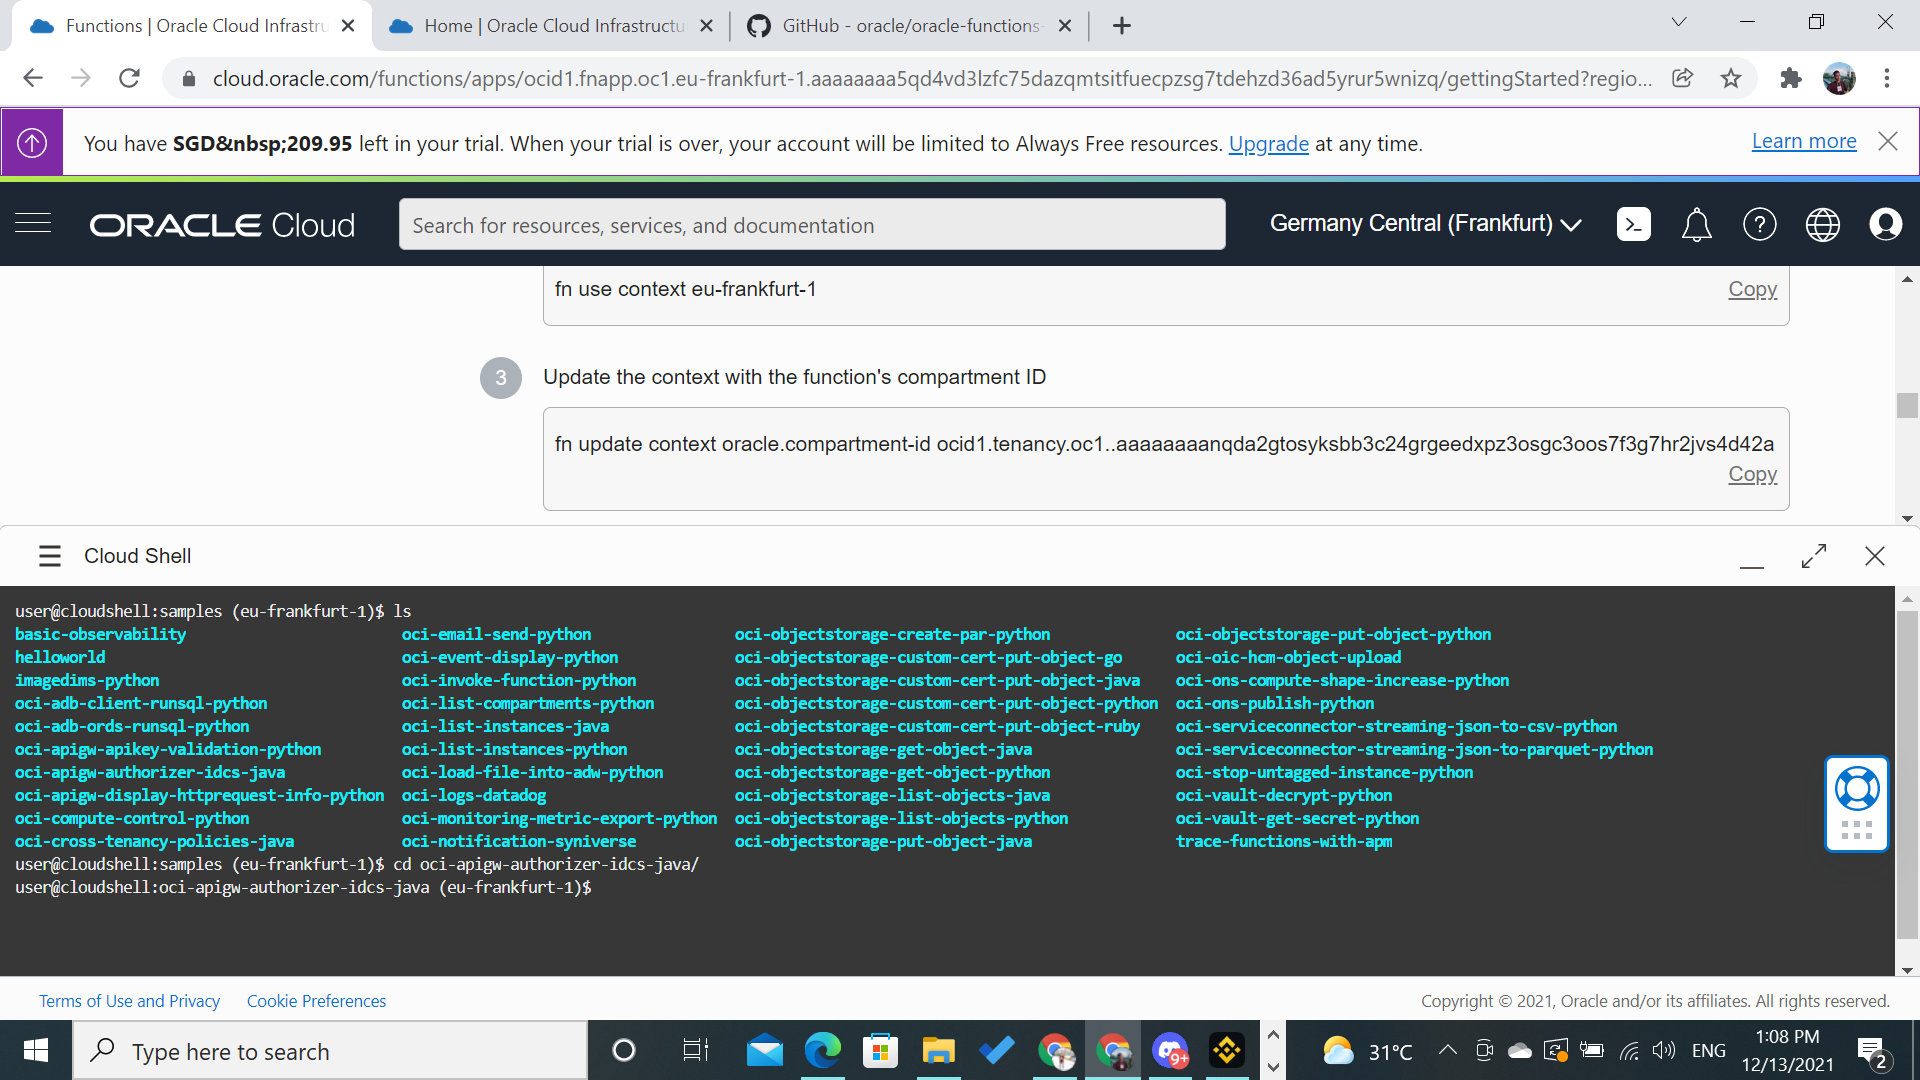 Functions | Oracle Cloud Infrastru
Home | Oracle Cloud Infrastructu
GitHub - oracle/oracle-functions-
cloud.oracle.com/functions/apps/ocid1.fnapp.oc1.eu-frankfurt-1.aaaaaaaa5qd4vd3lzfc75dazqmtsitfuecpzsg7tdehzd36ad5yrur5wnizq/gettingStarted?regio...
You have SGD&nbsp;209.95 left in your trial. When your trial is over, your account will be limited to Always Free resources. Upgrade at any time.
Learn more
ORACLE Cloud
Search for resources, services, and documentation
Germany Central (Frankfurt)
fn use context eu-frankfurt-1
Copy
3
Update the context with the function's compartment ID
fn update context oracle.compartment-id ocid1.tenancy.oc1..aaaaaaaanqda2gtosyksbb3c24grgeedxpz3osgc3oos7f3g7hr2jvs4d42a
Copy
Cloud Shell
user@cloudshell:samples (eu-frankfurt-1)$ ls
basic-observability oci-email-send-python oci-objectstorage-create-par-python oci-objectstorage-put-object-python
helloworld oci-event-display-python oci-objectstorage-custom-cert-put-object-go oci-oic-hcm-object-upload
imagedims-python oci-invoke-function-python oci-objectstorage-custom-cert-put-object-java oci-ons-compute-shape-increase-python
oci-adb-client-runsql-python oci-list-compartments-python oci-objectstorage-custom-cert-put-object-python oci-ons-publish-python
oci-adb-ords-runsql-python oci-list-instances-java oci-objectstorage-custom-cert-put-object-ruby oci-serviceconnector-streaming-json-to-csv-python
oci-apigw-apikey-validation-python oci-list-instances-python oci-objectstorage-get-object-java oci-serviceconnector-streaming-json-to-parquet-python
oci-apigw-authorizer-idcs-java oci-load-file-into-adw-python oci-objectstorage-get-object-python oci-stop-untagged-instance-python
oci-apigw-display-httprequest-info-python oci-logs-datadog oci-objectstorage-list-objects-java oci-vault-decrypt-python
oci-compute-control-python oci-monitoring-metric-export-python oci-objectstorage-list-objects-python oci-vault-get-secret-python
oci-cross-tenancy-policies-java oci-notification-syniverse oci-objectstorage-put-object-java trace-functions-with-apm
user@cloudshell:samples (eu-frankfurt-1)$ cd oci-apigw-authorizer-idcs-java/
user@cloudshell:oci-apigw-authorizer-idcs-java (eu-frankfurt-1)$
Terms of Use and Privacy
Cookie Preferences
Copyright © 2021, Oracle and/or its affiliates. All rights reserved.
Type here to search
9+
31°C
ENG
1:08 PM
12/13/2021
2